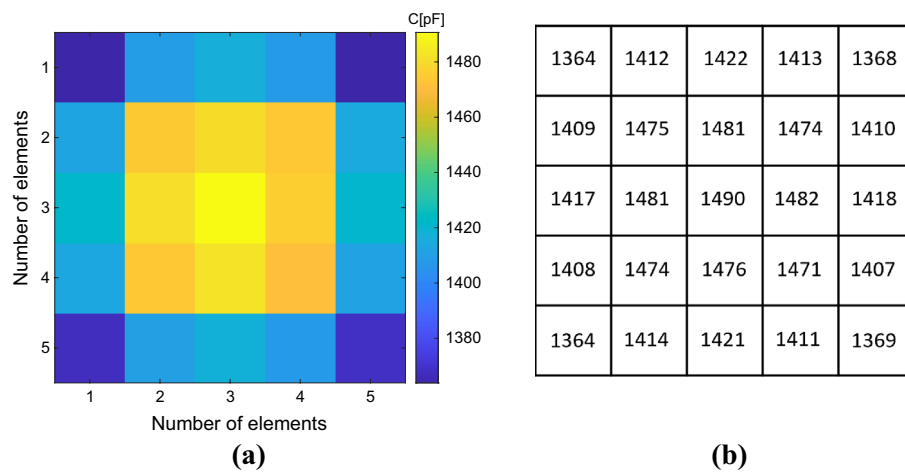 C[pF]
1
2
3
4
5
Number of elements
1 2 3 4 5
Number of elements
1480
1460
1440
1420
1400
1380
(a)
1364 1412 1422 1413 1368
1409 1475 1481 1474 1410
1417 1481 1490 1482 1418
1408 1474 1476 1471 1407
1364 1414 1421 1411 1369
(b)